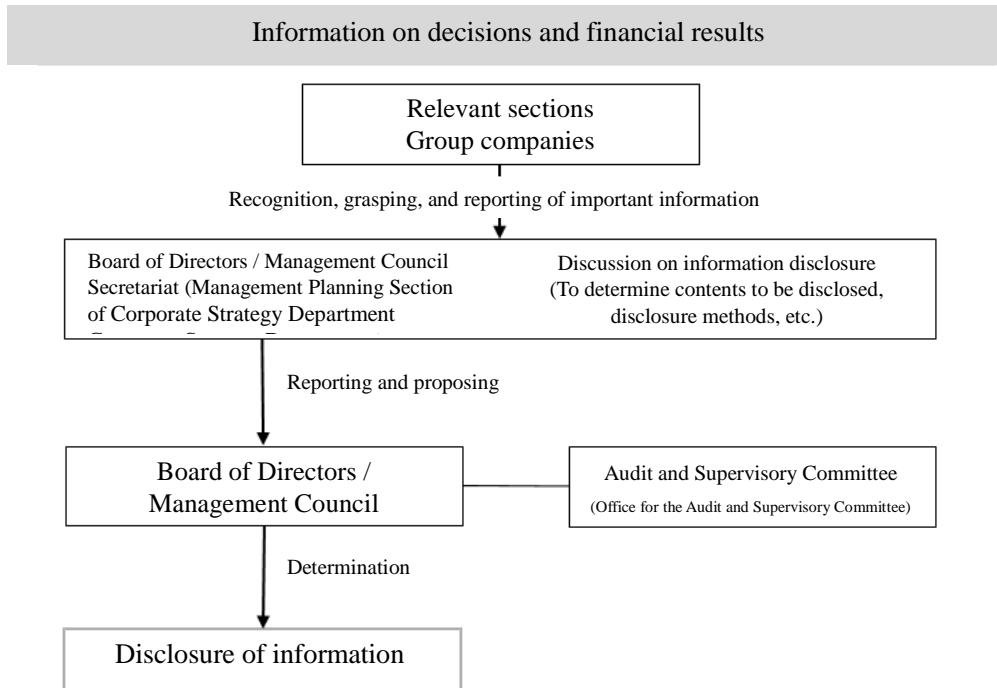 Information on decisions and financial results
Relevant sections
Group companies
Recognition, grasping, and reporting of important information
Board of Directors / Management Council
Secretariat (Management Planning Section
of Corporate Strategy Department
Discussion on information disclosure
(To determine contents to be disclosed,
disclosure methods, etc.)
Reporting and proposing
Board of Directors /
Management Council
Audit and Supervisory Committee
(Office for the Audit and Supervisory Committee)
Determination
Disclosure of information